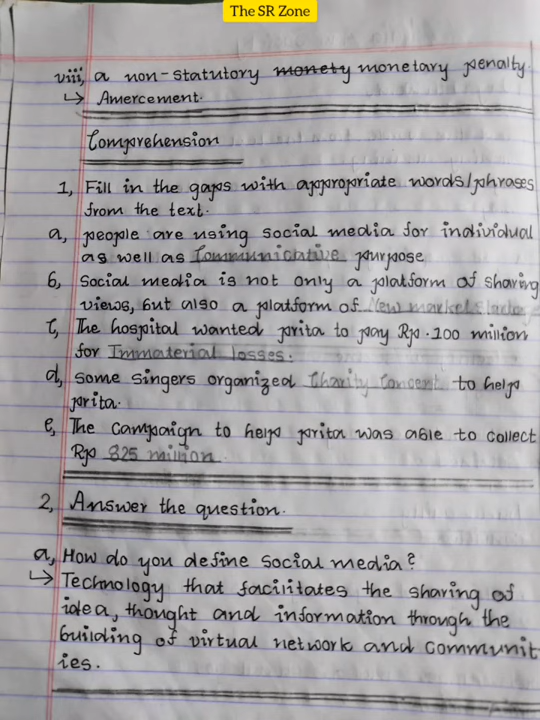 The SR Zone
viii, a non-statutory monety monetary penalty.
↳ Amercement.
Comprehension
1, Fill in the gaps with appropriate words/phrases
from the text.
a, people are using social media for individual
as well as Communicative purpose
b, Social media is not only a platform of sharing
views, but also a platform of New market
c, The hospital wanted prita to pay Rp.100 million
for Immaterial losses.
d, some singers organized Charity Concert to help
prita.
e, The campaign to help prita was able to collect
Rp 825 million.
2, Answer the question.
a, How do you define social media?
↳ Technology that facilitates the sharing of
idea, thought and information through the
building of virtual network and communit
ies.